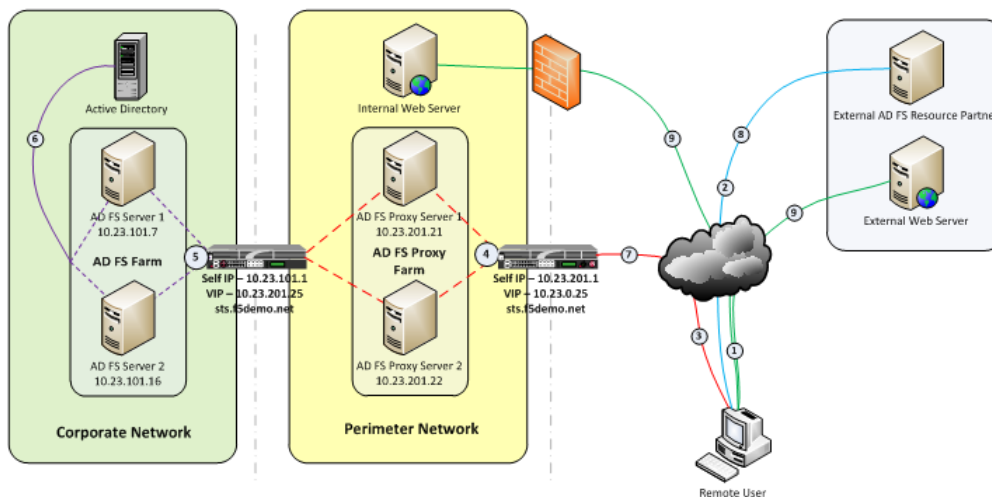 Active Directory
6
AD FS Server 1
10.23.101.7
AD FS Farm
AD FS Server 2
10.23.101.16
Corporate Network
5
Self IP – 10.23.101.1
VIP – 10.23.201.25
sts.f5demo.net
Internal Web Server
AD FS Proxy Server 1
10.23.201.21
AD FS Proxy
Farm
AD FS Proxy Server 2
10.23.201.22
Perimeter Network
4
Self IP – 10.23.201.1
VIP – 10.23.0.25
sts.f5demo.net
9
8
2
9
7
3
1
Remote User
External AD FS Resource Partne
External Web Server